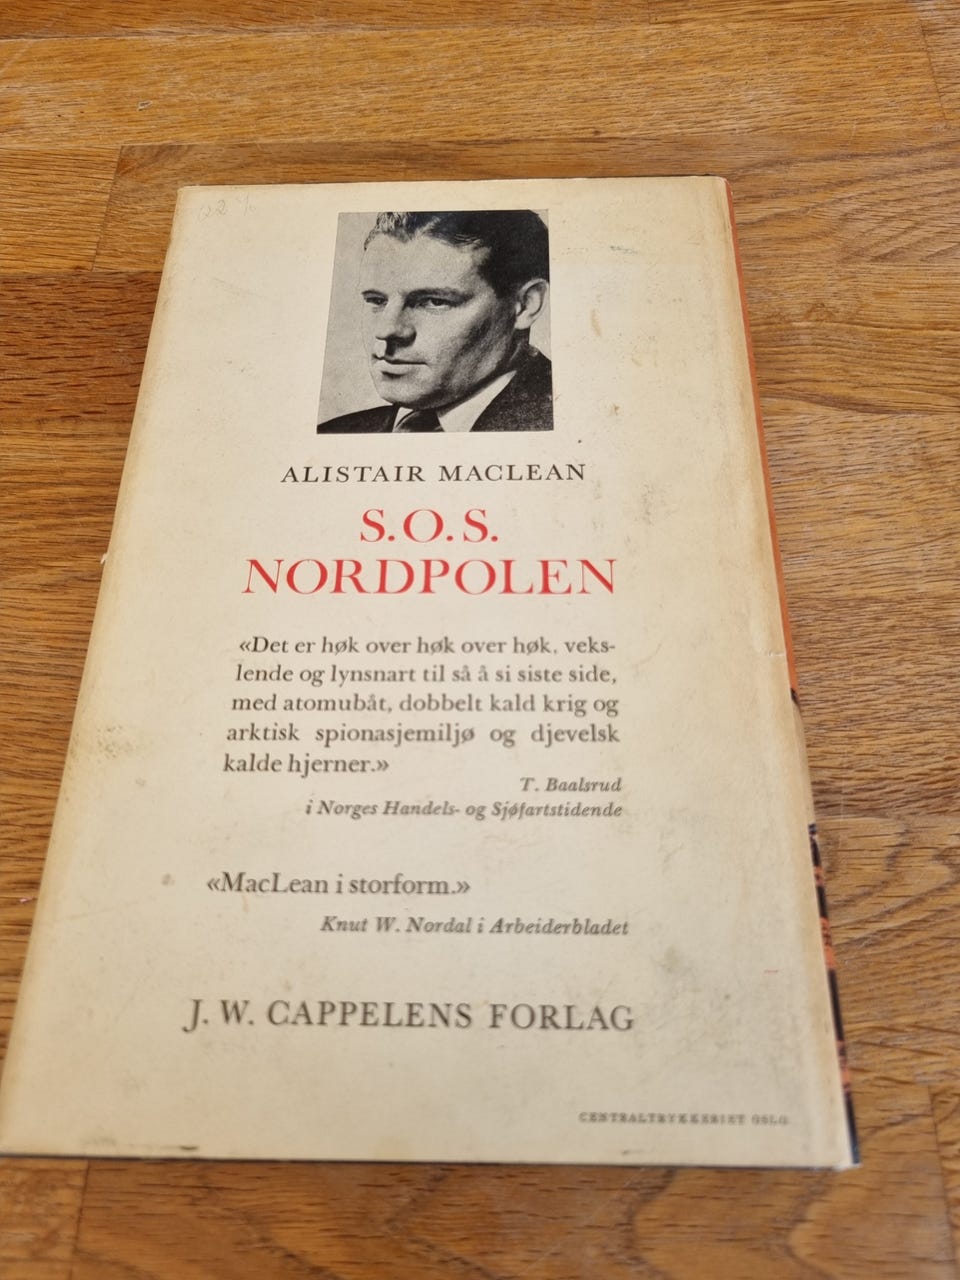 ALISTAIR MACLEAN
S.O.S.
NORDPOLEN
«Det er høk over høk over høk, veks-
lende og lynsnart til så å si siste side,
med atomubåt, dobbelt kald krig og
arktisk spionasjemiljø og djevelsk
kalde hjerner.»
T. Baalsrud
i Norges Handels- og Sjøfartstidende
«MacLean i storform.»
Knut W. Nordal i Arbeiderbladet
J. W. CAPPELENS FORLAG
CENTRALTRYKKERIET OSLO